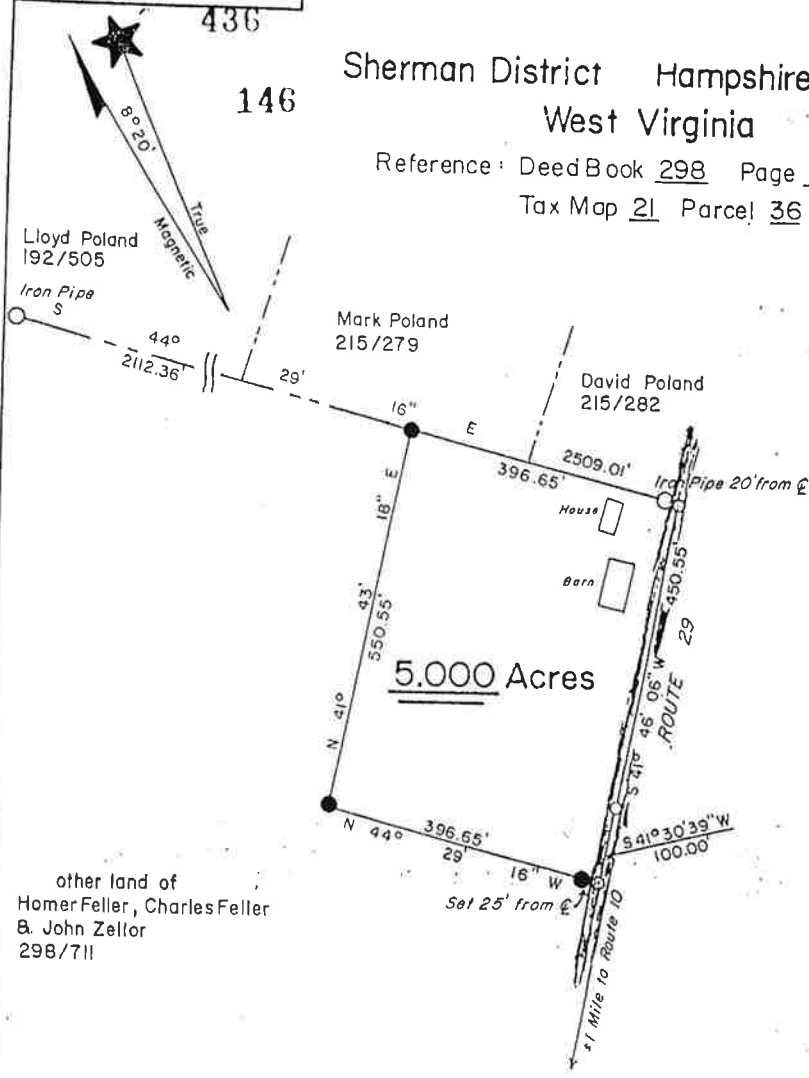 436
146
Sherman District Hampshire
West Virginia
Reference: Deed Book 298 Page
Tax Map 21 Parcel 36
8° 20'
True
Magnetic
Lloyd Poland
192/505
Iron Pipe
S 44° 29' 16" E
2112.36'
Mark Poland
215/279
David Poland
215/282
2509.01'
396.65'
Iron Pipe 20' from ℄
House
Barn
N 41° 43' 18" E
550.55'
5.000 Acres
450.55'
S 41° 46' 06" W
ROUTE 29
S 41° 30' 39" W
100.00'
N 44° 29' 16" W
396.65'
Set 25' from ℄
other land of
Homer Feller, Charles Feller
& John Zellor
298/711
Mile to Route 10